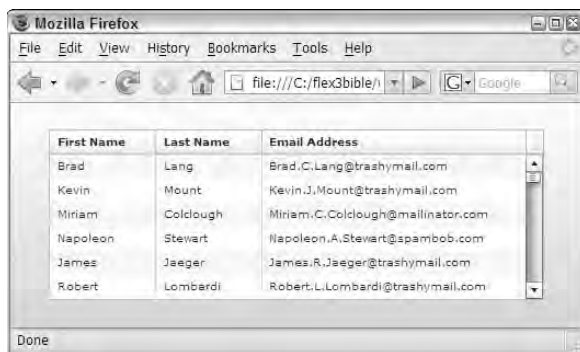 Mozilla Firefox
File Edit View History Bookmarks Tools Help
file:///C:/flex3bible/ G Google
First Name Last Name Email Address
Brad Lang Brad.C.Lang@trashymail.com
Kevin Mount Kevin.J.Mount@trashymail.com
Miriam Colclough Miriam.C.Colclough@mailinator.com
Napoleon Stewart Napoleon.A.Stewart@spambob.com
James Jaeger James.R.Jaeger@trashymail.com
Robert Lombardi Robert.L.Lombardi@trashymail.com
Done